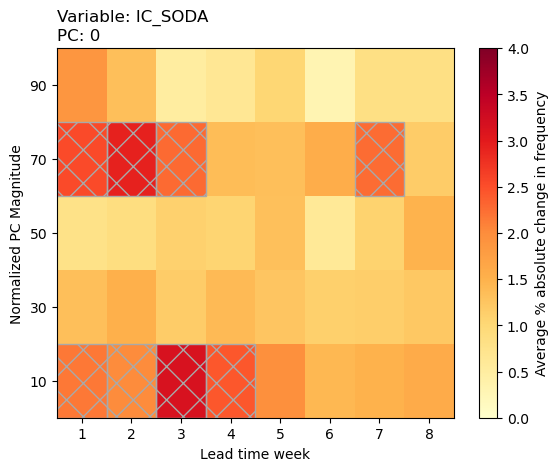 Variable: IC_SODA
PC: 0
90
70
50
30
10
Normalized PC Magnitude
1 2 3 4 5 6 7 8
Lead time week
4.0
3.5
3.0
2.5
2.0
1.5
1.0
0.5
0.0
Average % absolute change in frequency